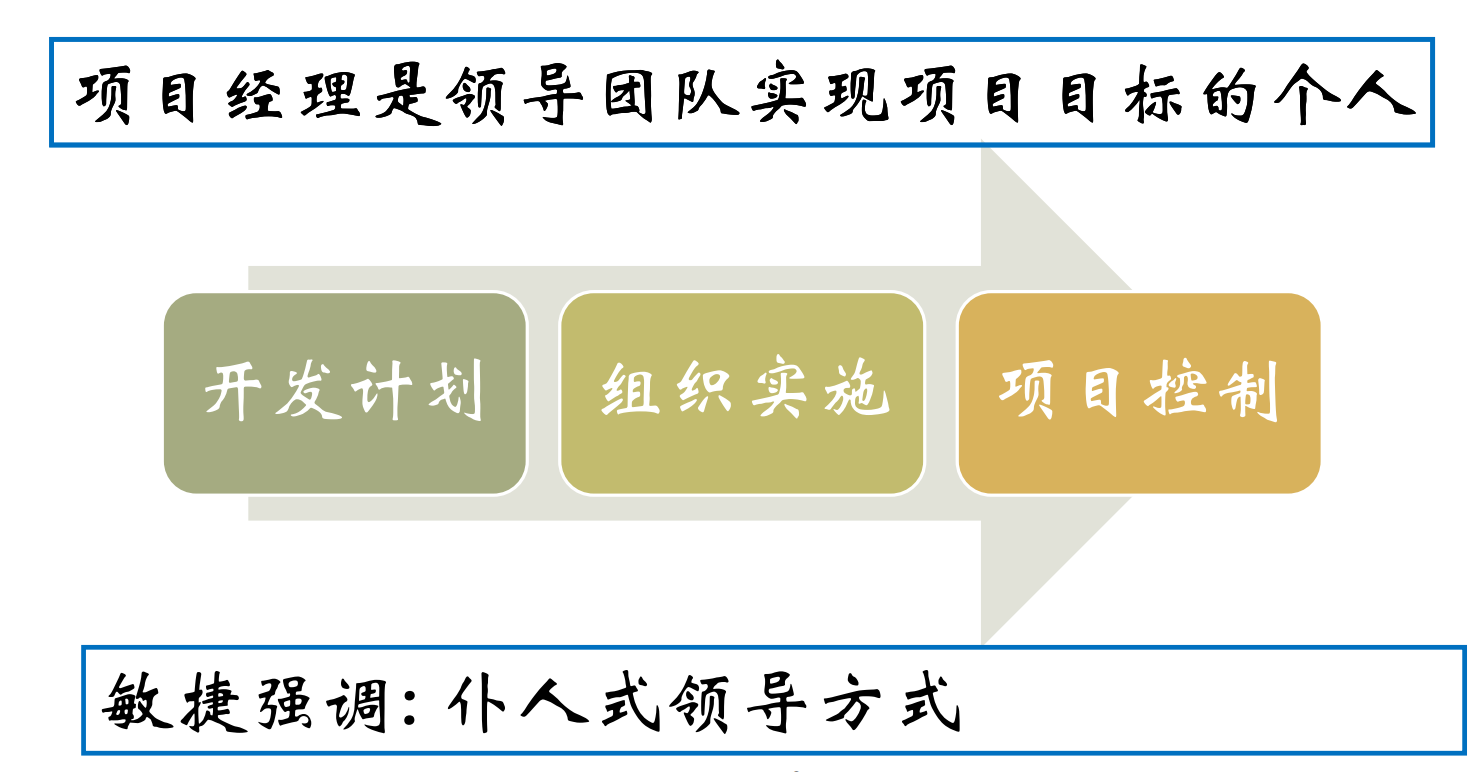 项目经理是领导团队实现项目目标的个人
开发计划
组织实施
项目控制
敏捷强调:仆人式领导方式